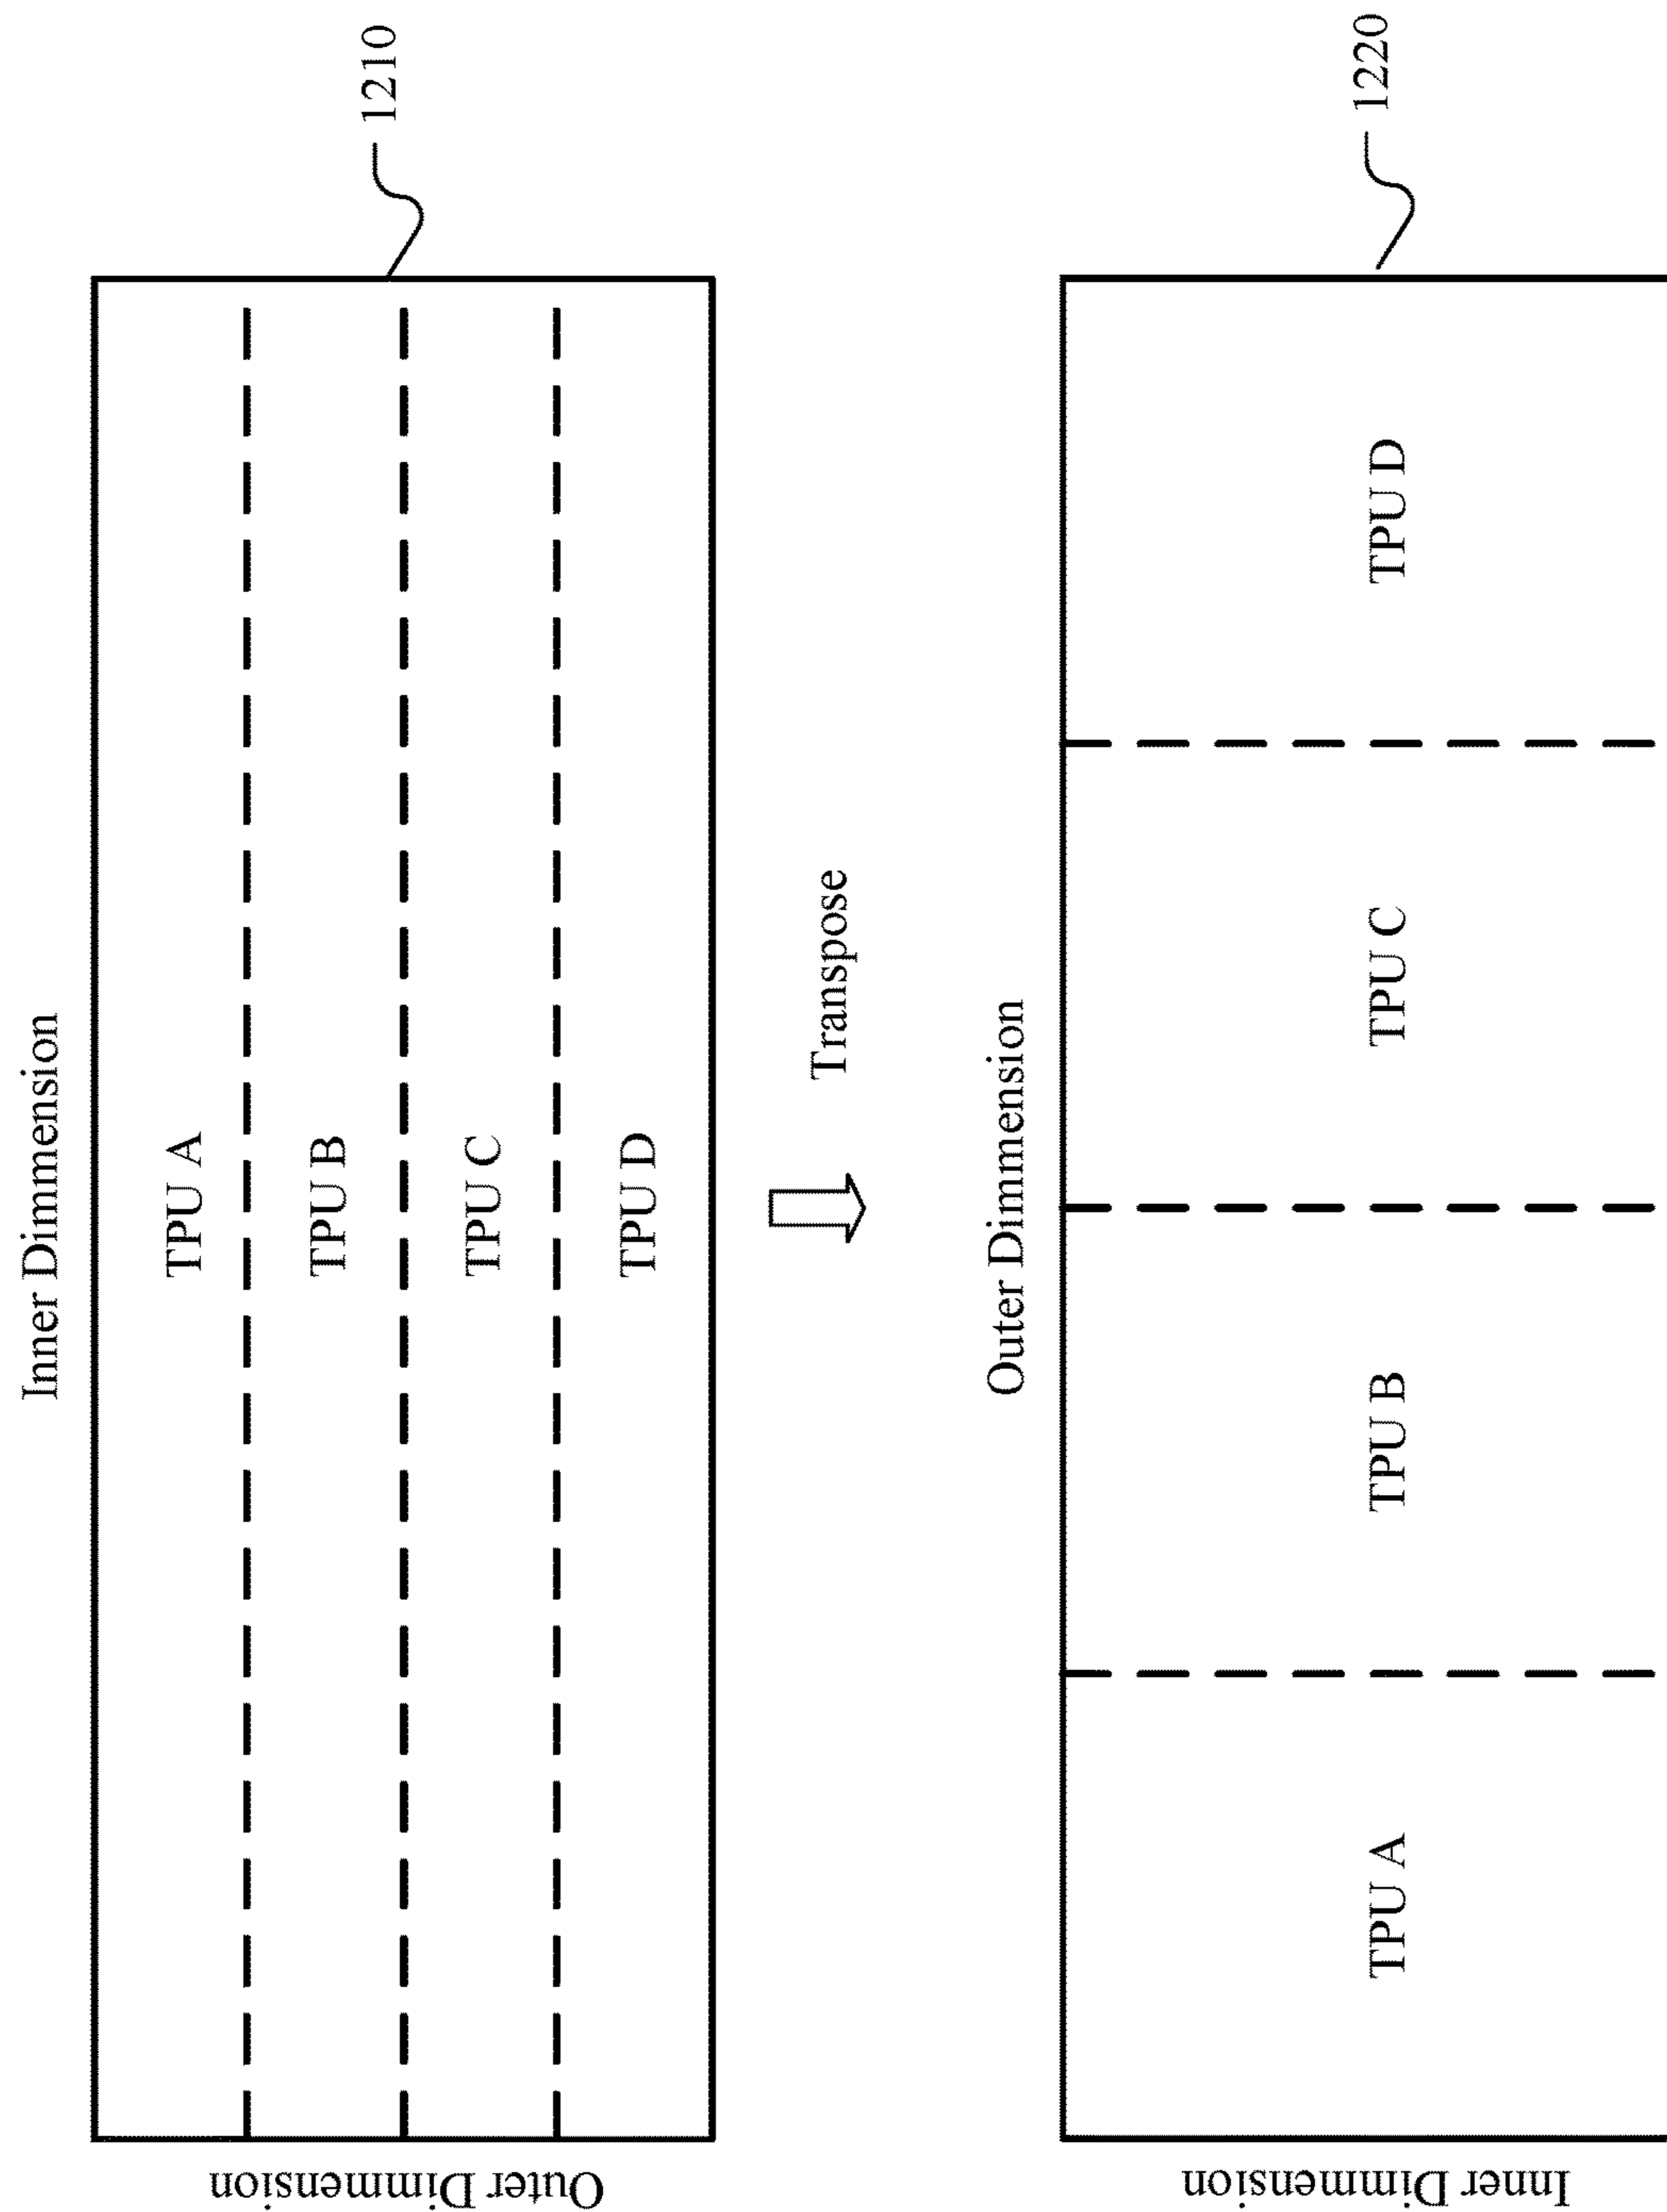 Inner Dimmension
Outer Dimmension
TPU A
TPU B
TPU C
TPU D
1210
Transpose
Outer Dimmension
Inner Dimmension
TPU A
TPU B
TPU C
TPU D
1220